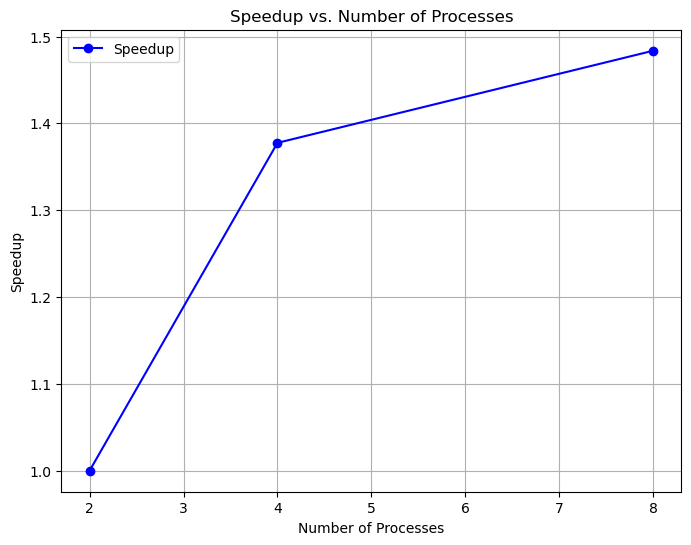 Speedup vs. Number of Processes
Speedup
1.5
1.4
1.3
1.2
1.1
1.0
Speedup
2 3 4 5 6 7 8
Number of Processes